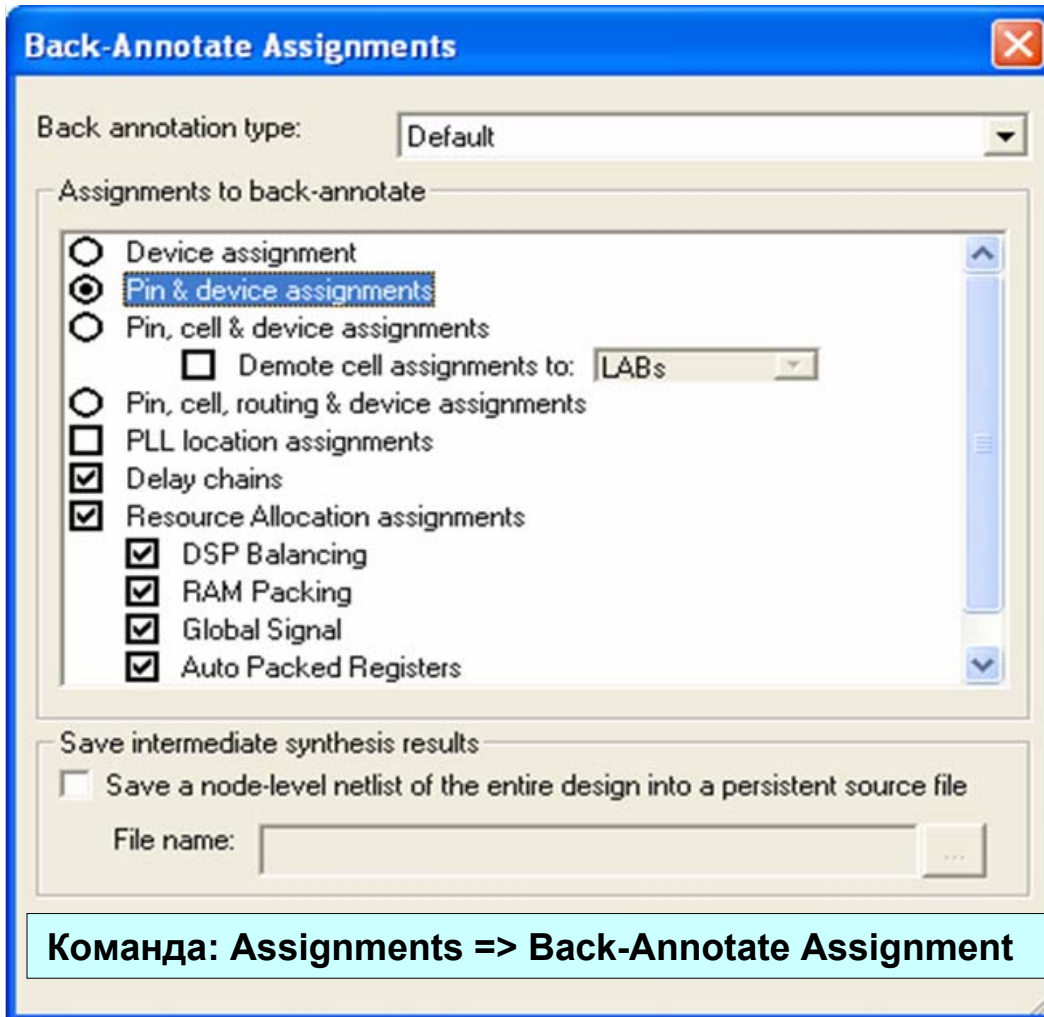 Back-Annotate Assignments
Back annotation type: Default
Assignments to back-annotate
Device assignment
Pin & device assignments
Pin, cell & device assignments
Demote cell assignments to: LABs
Pin, cell, routing & device assignments
PLL location assignments
Delay chains
Resource Allocation assignments
DSP Balancing
RAM Packing
Global Signal
Auto Packed Registers
Save intermediate synthesis results
Save a node-level netlist of the entire design into a persistent source file
File name: ...
Команда: Assignments => Back-Annotate Assignment